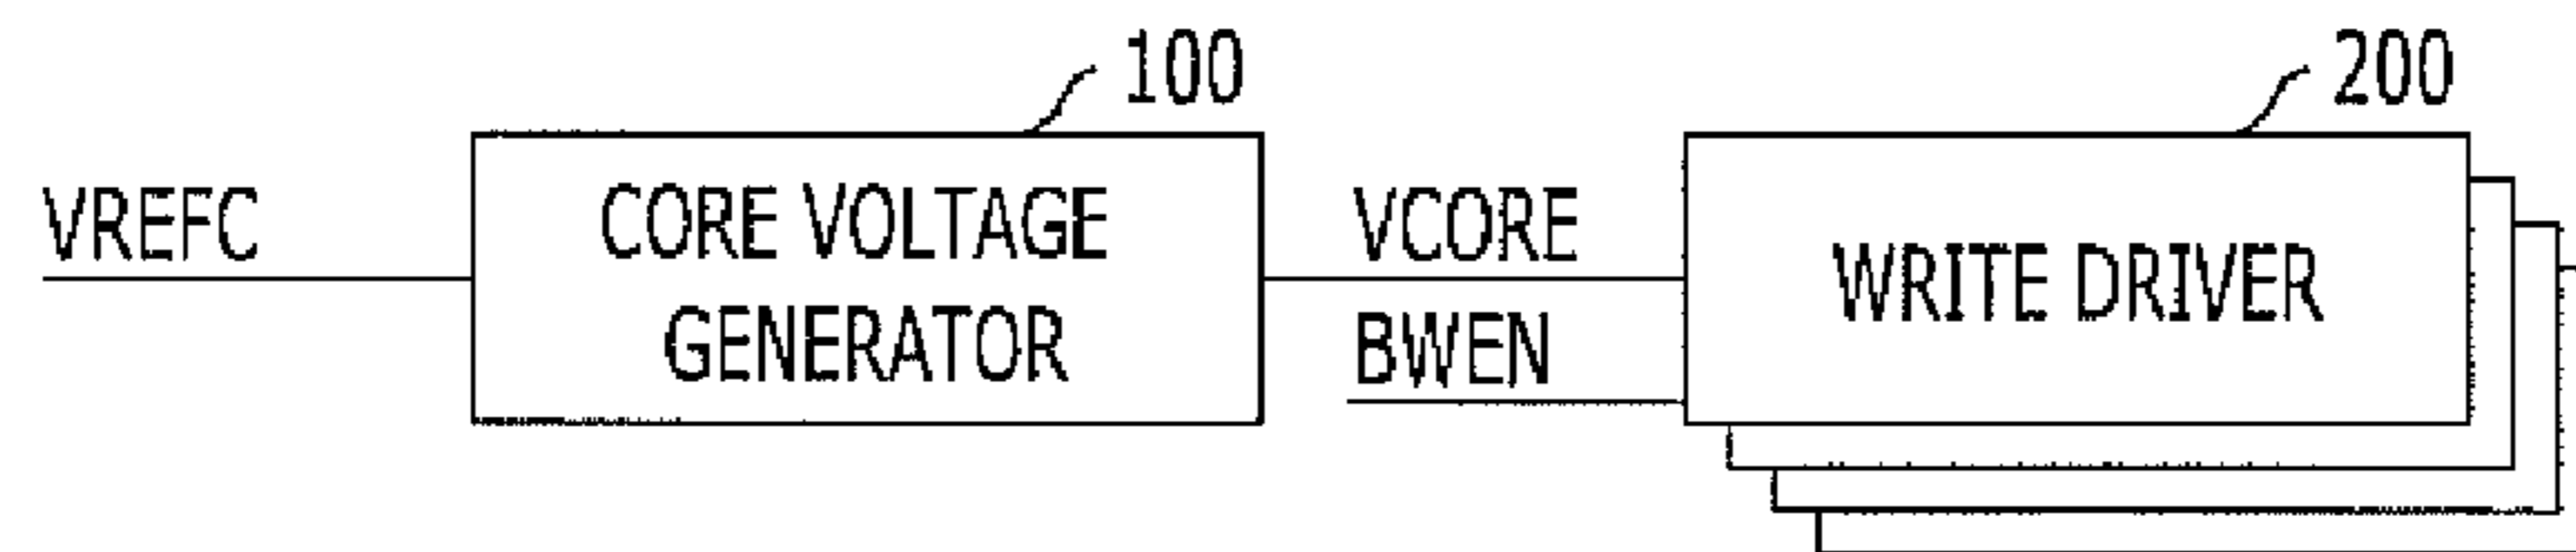 100
200
VREFC
CORE VOLTAGE
GENERATOR
VCORE
BWEN
WRITE DRIVER